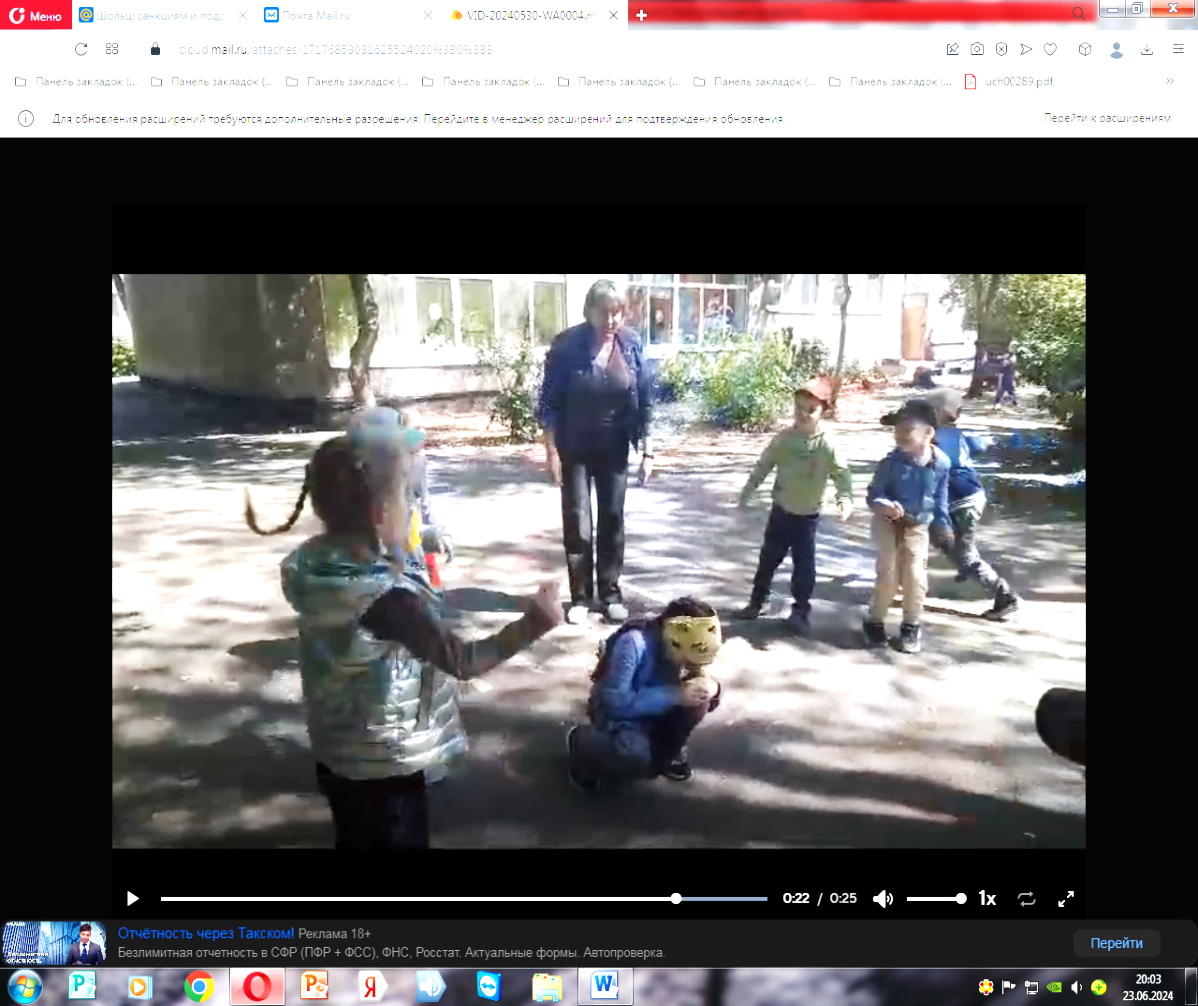 Меню
Шольц: санкциям и под
Почта Mail.ru
VID-20240530-WA0004.m
cloud.mail.ru/attaches/17176853031625524020%3B0%3B3
Панель закладок (...
Панель закладок (...
Панель закладок (...
Панель закладок (...
Панель закладок (...
Панель закладок (...
Панель закладок (...
uch00289.pdf
Для обновления расширений требуются дополнительные разрешения. Перейдите в менеджер расширений для подтверждения обновления.
Перейти к расширениям
0:22 / 0:25
1x
Отчётность через Такском! Реклама 18+
Безлимитная отчетность в СФР (ПФР + ФСС), ФНС, Росстат. Актуальные формы. Автопроверка.
Перейти
20:03
23.06.2024